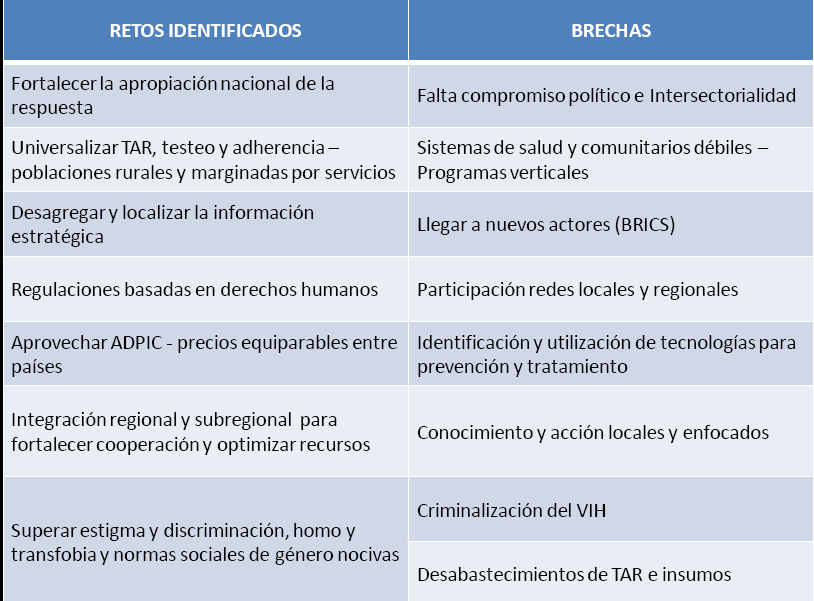 RETOS IDENTIFICADOS
BRECHAS
Fortalecer la apropiación nacional de la
respuesta
Falta compromiso político e Intersectorialidad
Universalizar TAR, testeo y adherencia –
poblaciones rurales y marginadas por servicios
Sistemas de salud y comunitarios débiles –
Programas verticales
Desagregar y localizar la información
estratégica
Llegar a nuevos actores (BRICS)
Regulaciones basadas en derechos humanos
Participación redes locales y regionales
Aprovechar ADPIC - precios equiparables entre
países
Identificación y utilización de tecnologías para
prevención y tratamiento
Integración regional y subregional para
fortalecer cooperación y optimizar recursos
Conocimiento y acción locales y enfocados
Superar estigma y discriminación, homo y
transfobia y normas sociales de género nocivas
Criminalización del VIH
Desabastecimientos de TAR e insumos